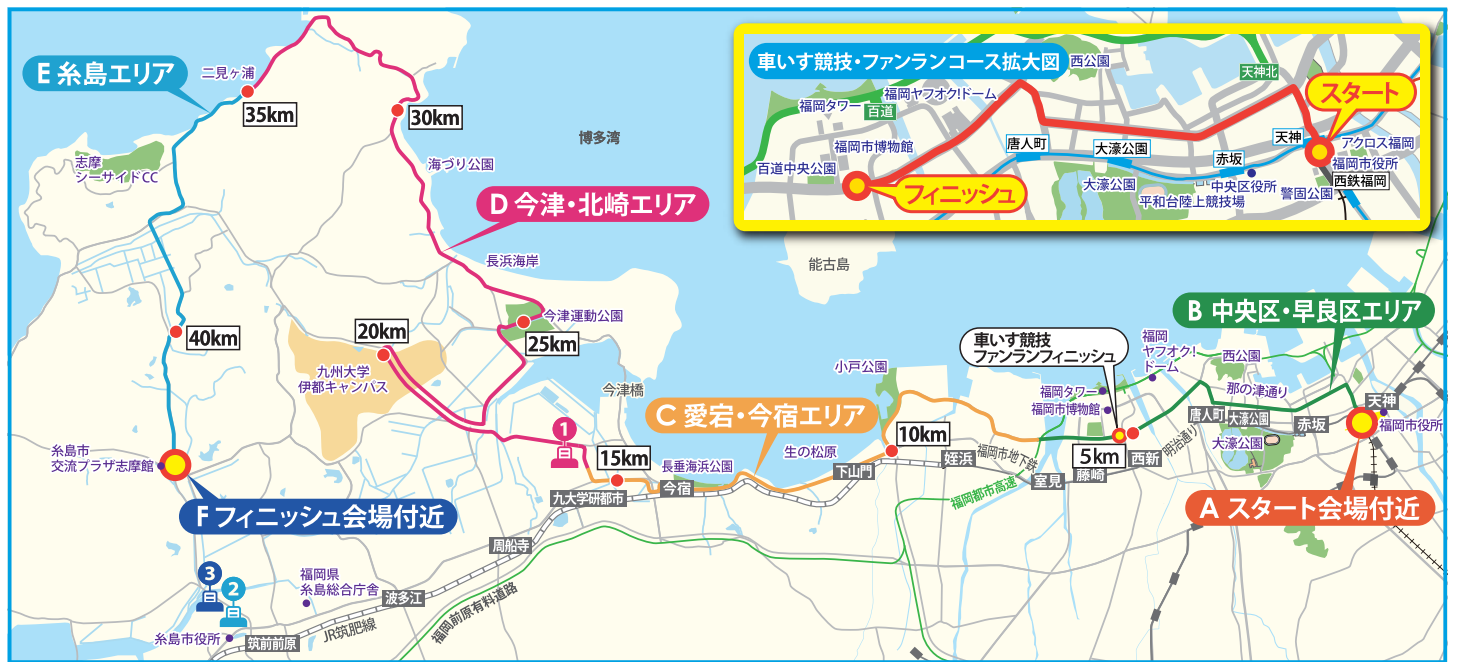 E 糸島エリア
二見ヶ浦
35km
30km
博多湾
志摩
シーサイドCC
海づり公園
D 今津・北崎エリア
長浜海岸
能古島
今津運動公園
25km
20km
40km
九州大学
伊都キャンパス
今津橋
小戸公園
C 愛宕・今宿エリア
1
15km
長垂海浜公園
生の松原
10km
下山門
姪浜
福岡市地下鉄
室見
今宿
九大学研都市
糸島市
交流プラザ志摩館
F フィニッシュ会場付近
周船寺
福岡都市高速
3
2
福岡県
糸島総合庁舎
波多江
福岡前原有料道路
JR筑肥線
糸島市役所
筑前前原
車いす競技・ファンラン コース拡大図
西公園
天神北
スタート
福岡タワー
百道
福岡ヤフオク!ドーム
福岡市博物館
唐人町
大濠公園
赤坂
天神
アクロス福岡
福岡市役所
西鉄福岡
百道中央公園
フィニッシュ
大濠公園
中央区役所
平和台陸上競技場
警固公園
B 中央区・早良区エリア
車いす競技
ファンランフィニッシュ
福岡
ヤフオク!
ドーム
西公園
福岡タワー
那の津通り
福岡市博物館
唐人町
大濠公園
赤坂
天神
福岡市役所
明治通り
大濠公園
5km
西新
藤崎
A スタート会場付近